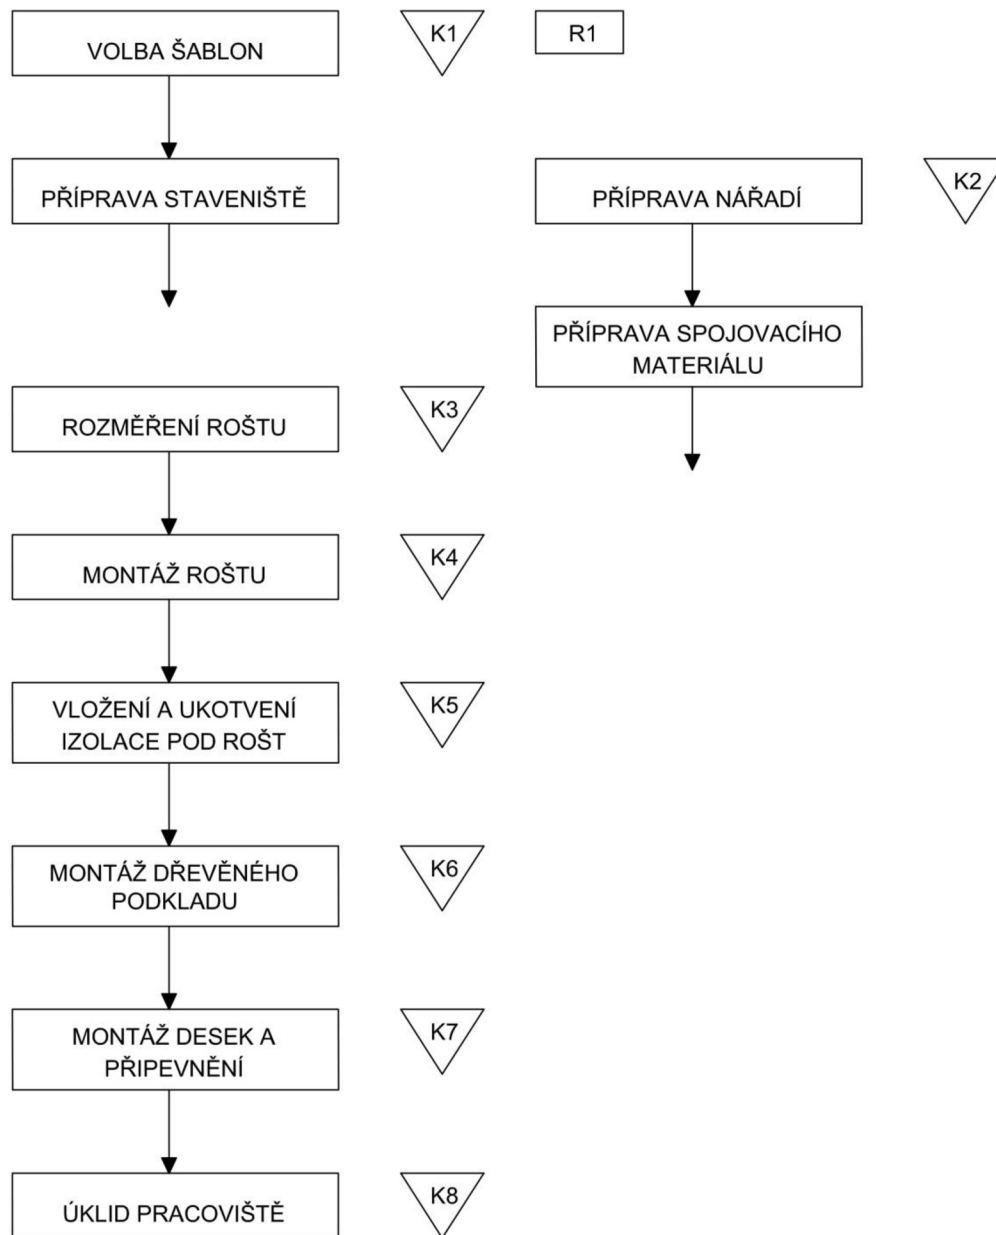 VOLBA ŠABLON
K1
R1
PŘÍPRAVA STAVENIŠTĚ
PŘÍPRAVA NÁŘADÍ
K2
PŘÍPRAVA SPOJOVACÍHO
MATERIÁLU
ROZMĚŘENÍ ROŠTU
K3
MONTÁŽ ROŠTU
K4
VLOŽENÍ A UKOTVENÍ
IZOLACE POD ROŠT
K5
MONTÁŽ DŘEVĚNÉHO
PODKLADU
K6
MONTÁŽ DESEK A
PŘIPEVNĚNÍ
K7
ÚKLID PRACOVIŠTĚ
K8